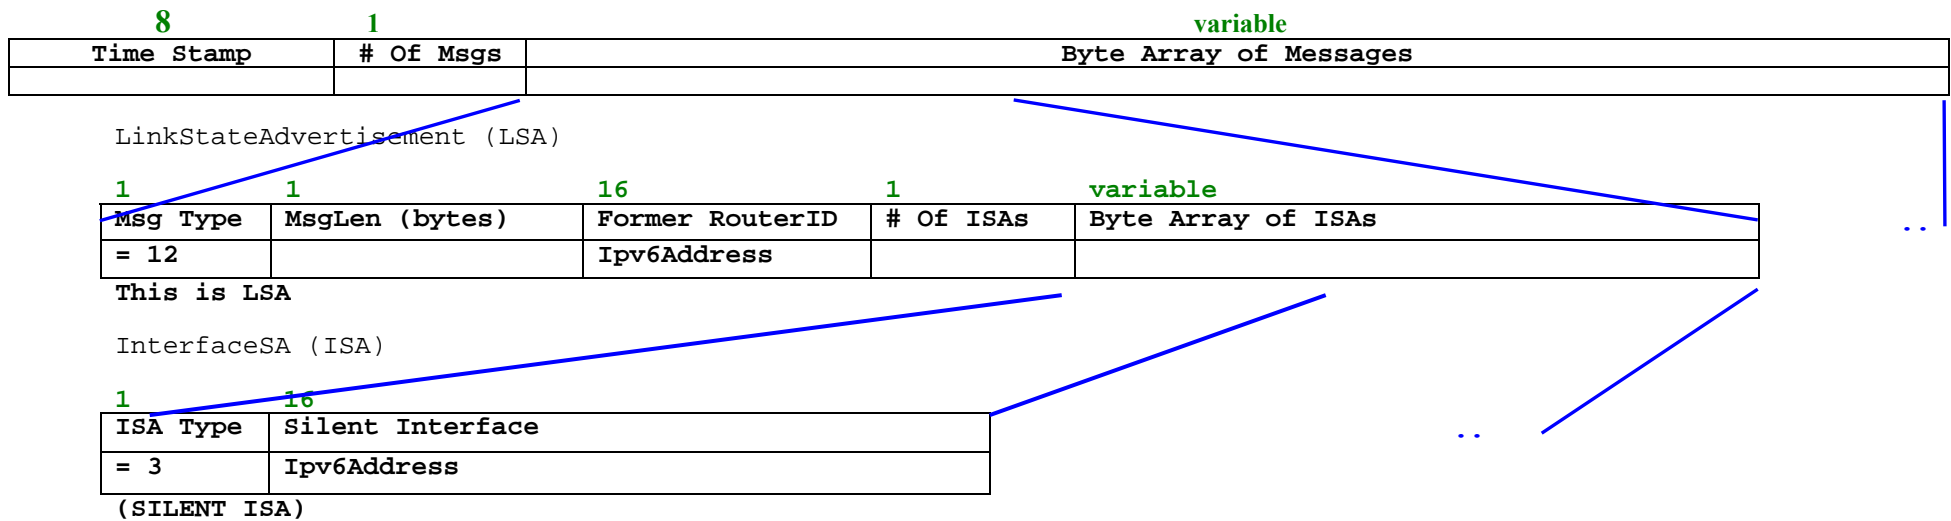 8 1 variable
Time Stamp # Of Msgs Byte Array of Messages
LinkStateAdvertisement (LSA)
1 1 16 1 variable
Msg Type MsgLen (bytes) Former RouterID # Of ISAs Byte Array of ISAs
..
= 12 Ipv6Address
This is LSA
InterfaceSA (ISA)
1 16
ISA Type Silent Interface
..
= 3 Ipv6Address
(SILENT ISA)